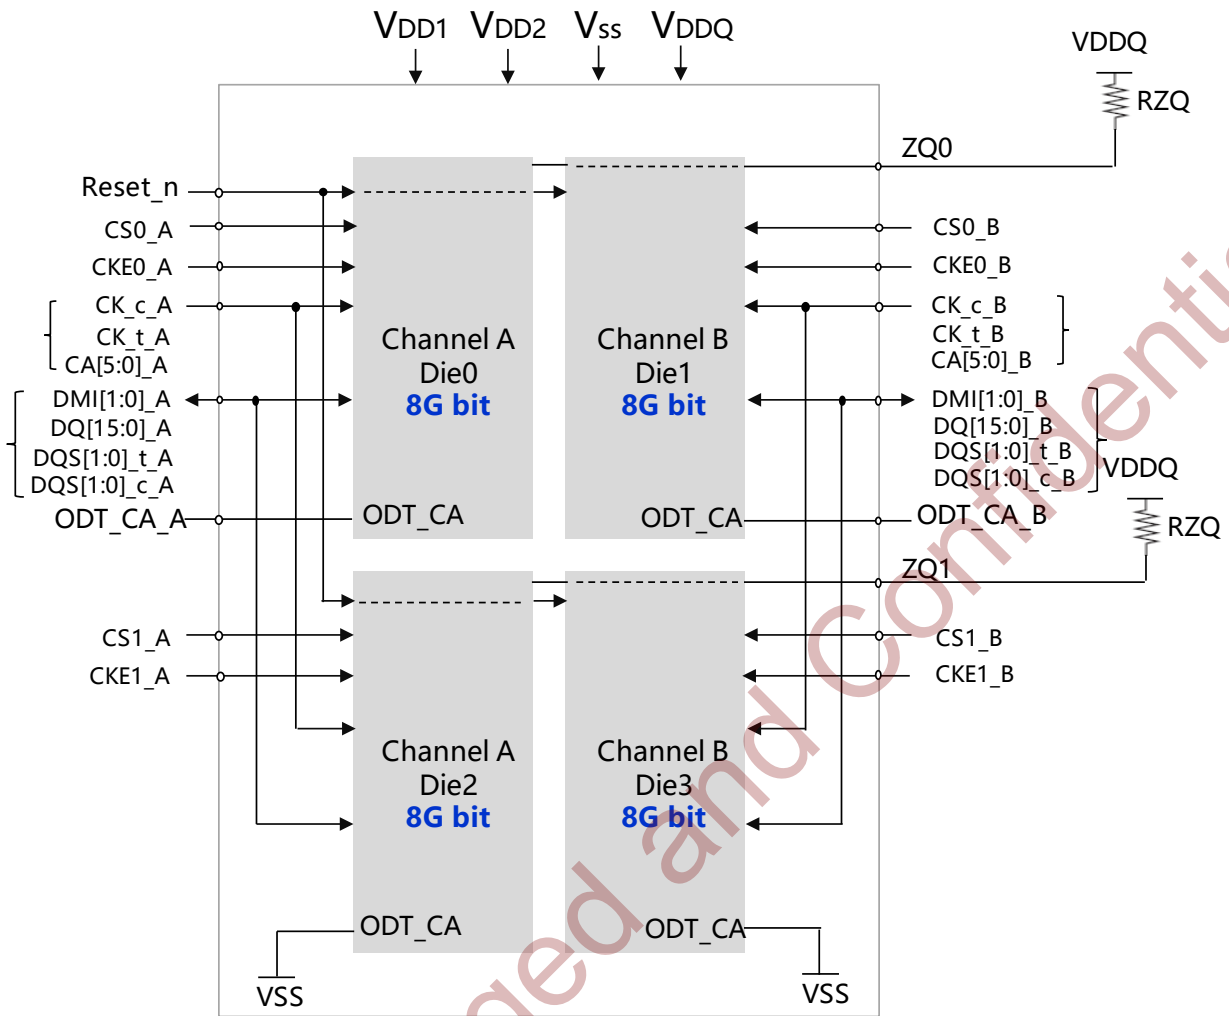 VDD1 VDD2 Vss VDDQ
VDDQ
RZQ
ZQ0
Reset_n
CS0_A
CKE0_A
CK_c_A
CK_t_A
CA[5:0]_A
DMI[1:0]_A
DQ[15:0]_A
DQS[1:0]_t_A
DQS[1:0]_c_A
ODT_CA_A
Channel A
Die0
8G bit
ODT_CA
Channel B
Die1
8G bit
ODT_CA
CS0_B
CKE0_B
CK_c_B
CK_t_B
CA[5:0]_B
DMI[1:0]_B
DQ[15:0]_B
DQS[1:0]_t_B
DQS[1:0]_c_B
ODT_CA_B
VDDQ
RZQ
ZQ1
CS1_A
CKE1_A
Channel A
Die2
8G bit
ODT_CA
VSS
Channel B
Die3
8G bit
ODT_CA
VSS
CS1_B
CKE1_B
and